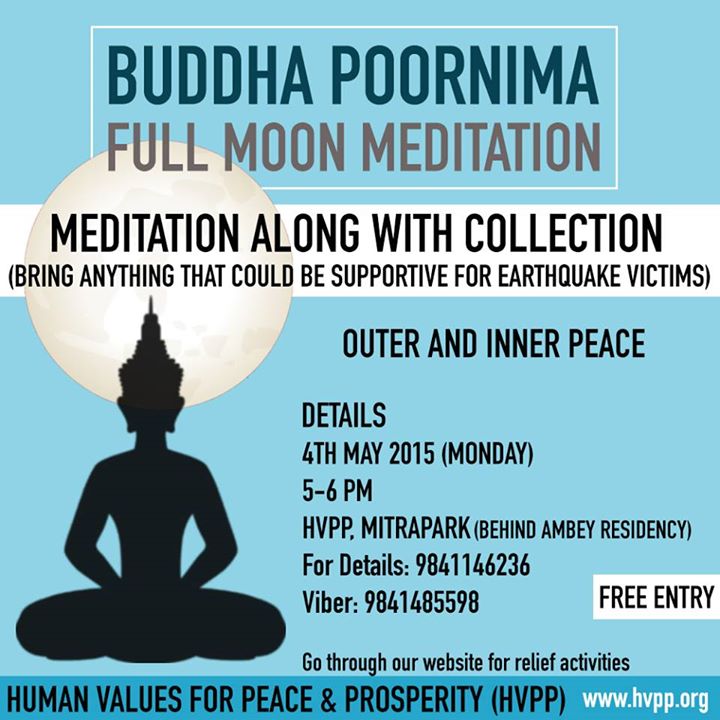 BUDDHA POORNIMA
FULL MOON MEDITATION
MEDITATION ALONG WITH COLLECTION
(BRING ANYTHING THAT COULD BE SUPPORTIVE FOR EARTHQUAKE VICTIMS)
OUTER AND INNER PEACE
DETAILS
4TH MAY 2015 (MONDAY)
5-6 PM
HVPP, MITRAPARK (BEHIND AMBEY RESIDENCY)
For Details: 9841146236
Viber: 9841485598
FREE ENTRY
Go through our website for relief activities
HUMAN VALUES FOR PEACE & PROSPERITY (HVPP) www.hvpp.org